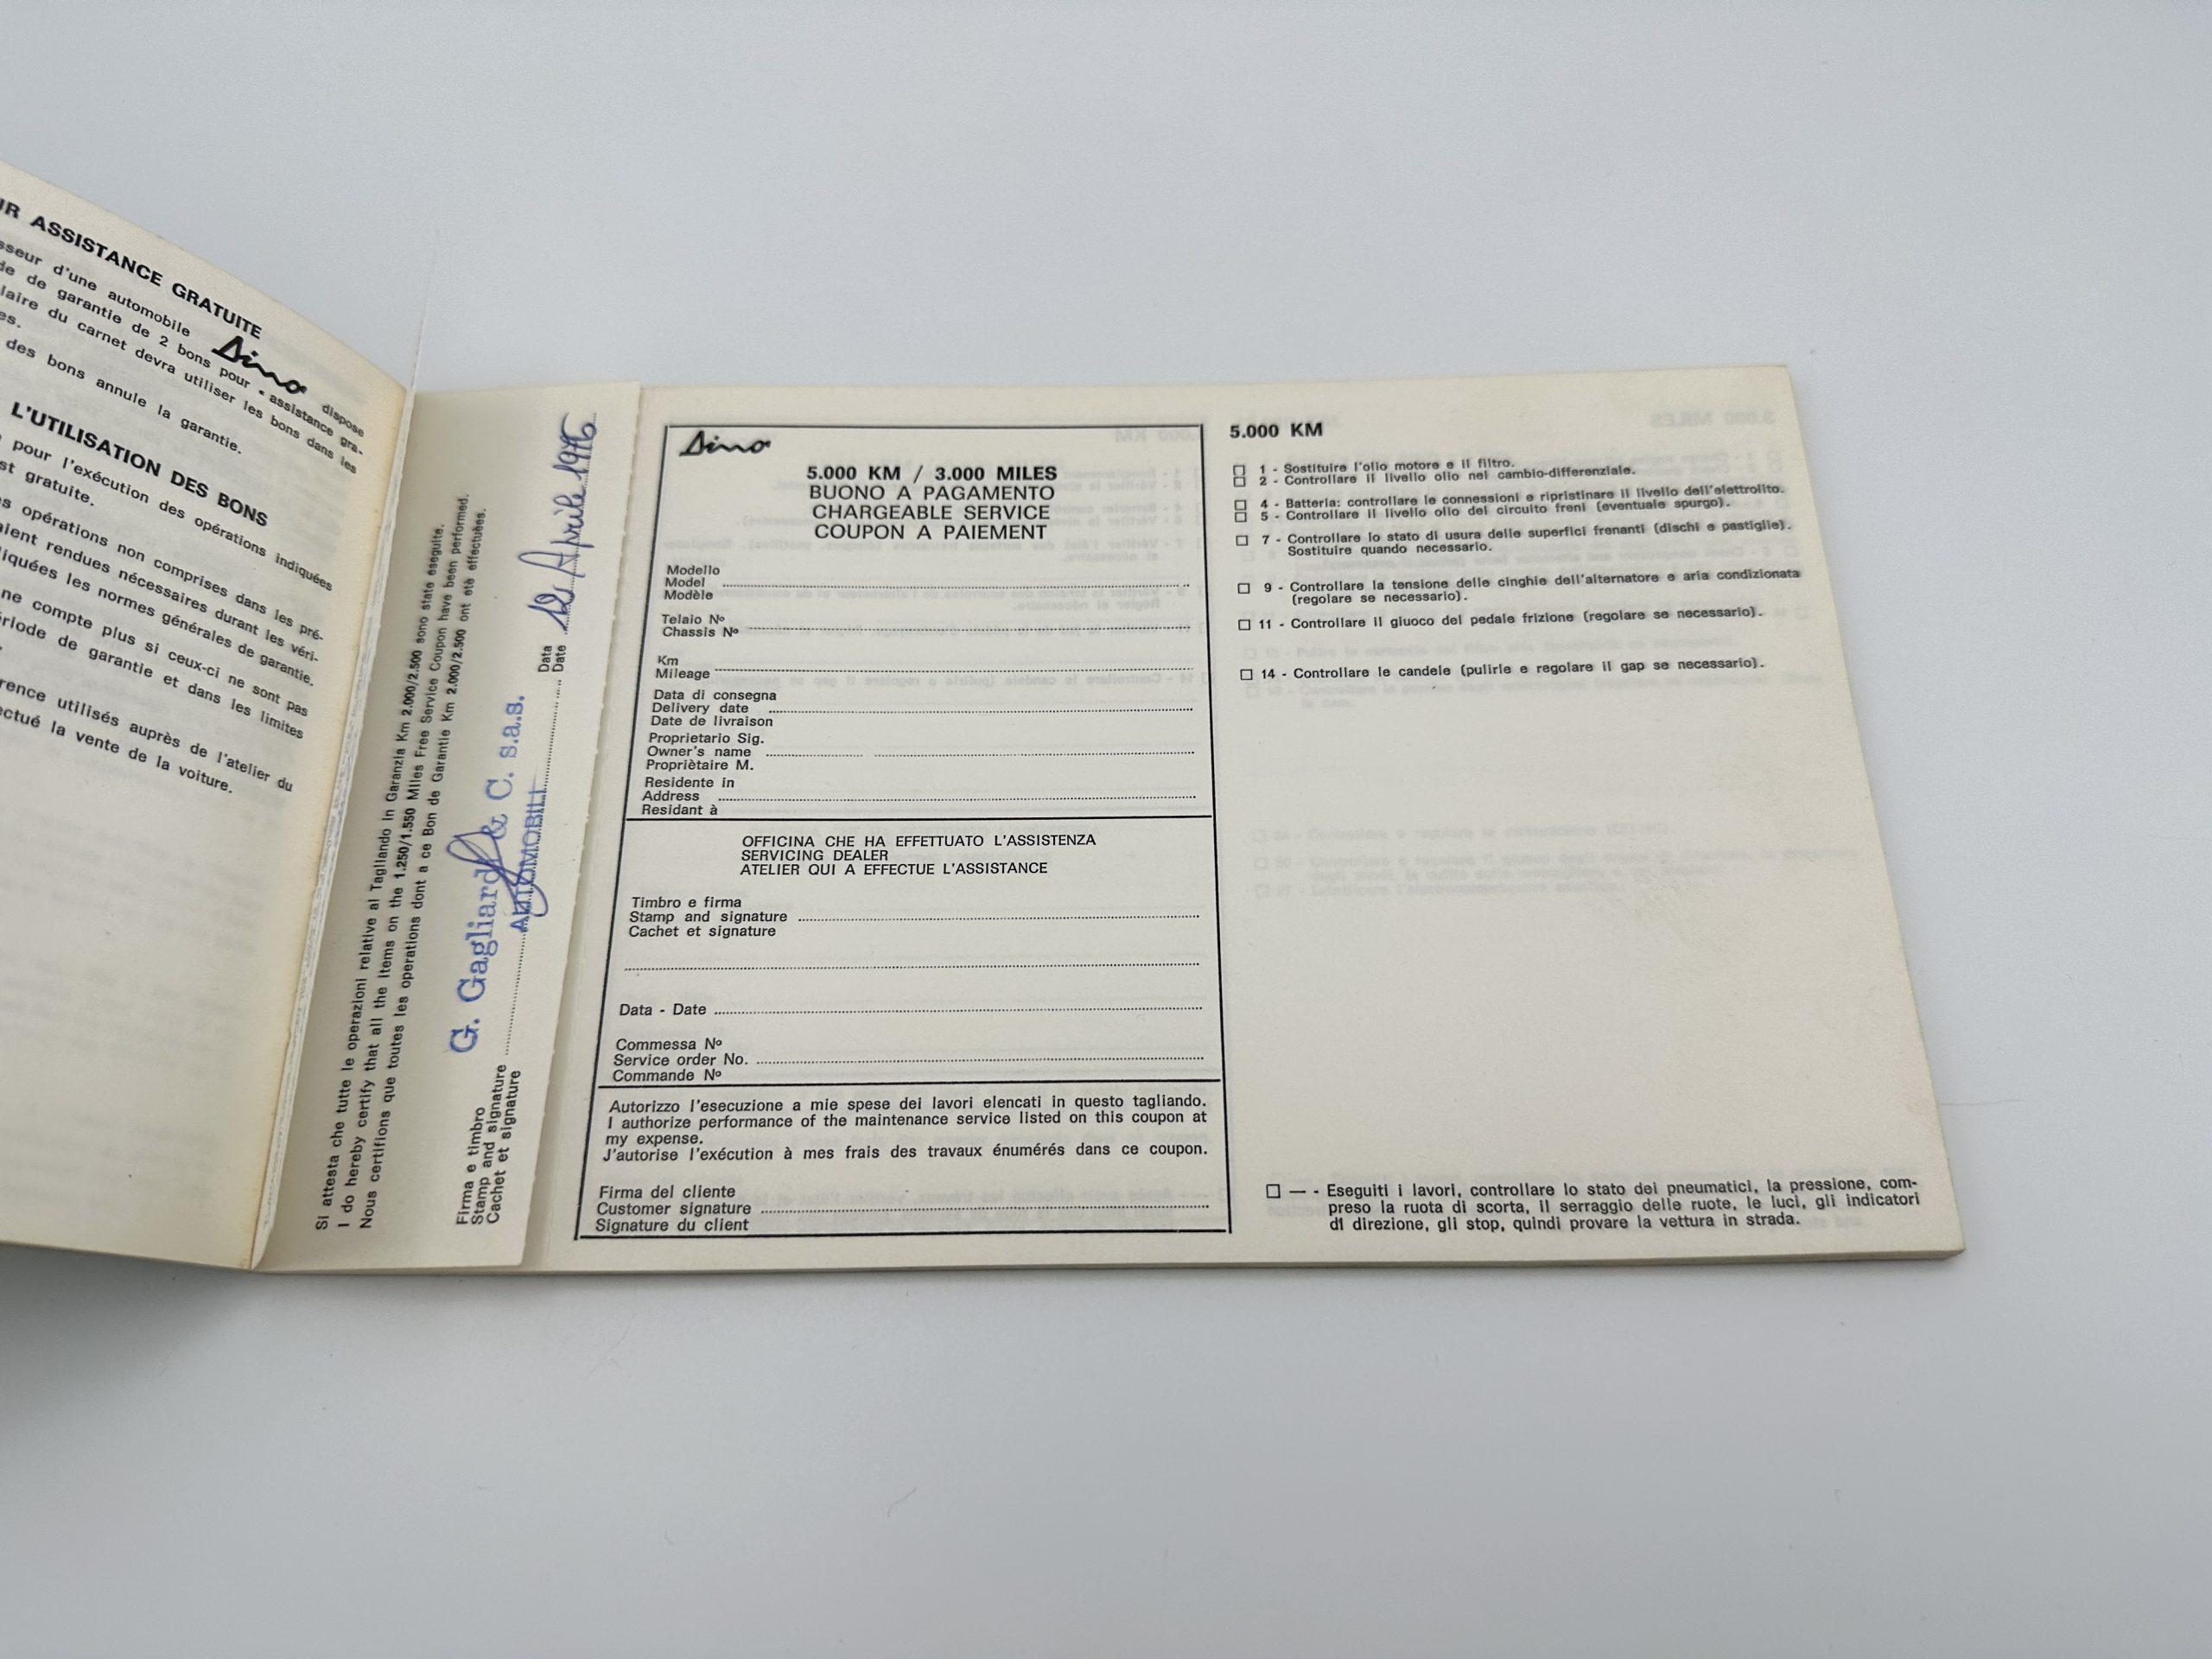 UR ASSISTANCE GRATUITE
sseur d'une automobile Dino dispose
de de garantie de 2 bons pour « assistance gra-
laire du carnet devra utiliser les bons dans les
es.
des bons annule la garantie.
L'UTILISATION DES BONS
pour l'exécution des opérations indiquées
st gratuite.
s opérations non comprises dans les pré-
aient rendues nécessaires durant les véri-
liquées les normes générales de garantie.
ne compte plus si ceux-ci ne sont pas
ériode de garantie et dans les limites
rence utilisés auprès de l'atelier du
ectué la vente de la voiture.
Si attesta che tutte le operazioni relative al Tagliando in Garanzia Km 2.000/2.500 sono state eseguite.
I do hereby certify that all the items on the 1.250/1.550 Miles Free Service Coupon have been performed.
Nous certifions que toutes les operations dont a ce Bon de Garantie Km 2.000/2.500 ont eté effectuées.
G. Gagliardi & C. s.a.s.
AUTOMOBILI
Firma e timbro
Stamp and signature
Cachet et signature
Data
Date
12 Aprile 1976
Dino
5.000 KM / 3.000 MILES
BUONO A PAGAMENTO
CHARGEABLE SERVICE
COUPON A PAIEMENT
Modello
Model
Modèle
Telaio Nº
Chassis Nº
Km
Mileage
Data di consegna
Delivery date
Date de livraison
Proprietario Sig.
Owner's name
Propriètaire M.
Residente in
Address
Residant à
OFFICINA CHE HA EFFETTUATO L'ASSISTENZA
SERVICING DEALER
ATELIER QUI A EFFECTUE L'ASSISTANCE
Timbro e firma
Stamp and signature
Cachet et signature
Data - Date
Commessa Nº
Service order No.
Commande Nº
Autorizzo l'esecuzione a mie spese dei lavori elencati in questo tagliando.
I authorize performance of the maintenance service listed on this coupon at
my expense.
J'autorise l'exécution à mes frais des travaux énumérés dans ce coupon.
Firma del cliente
Customer signature
Signature du client
5.000 KM
1 - Sostituire l'olio motore e il filtro.
2 - Controllare il livello olio nel cambio-differenziale.
4 - Batteria: controllare le connessioni e ripristinare il livello dell'elettrolito.
5 - Controllare il livello olio del circuito freni (eventuale spurgo).
7 - Controllare lo stato di usura delle superfici frenanti (dischi e pastiglie).
Sostituire quando necessario.
9 - Controllare la tensione delle cinghie dell'alternatore e aria condizionata
(regolare se necessario).
11 - Controllare il giuoco del pedale frizione (regolare se necessario).
14 - Controllare le candele (pulirle e regolare il gap se necessario).
— - Eseguiti i lavori, controllare lo stato dei pneumatici, la pressione, com-
preso la ruota di scorta, il serraggio delle ruote, le luci, gli indicatori
di direzione, gli stop, quindi provare la vettura in strada.